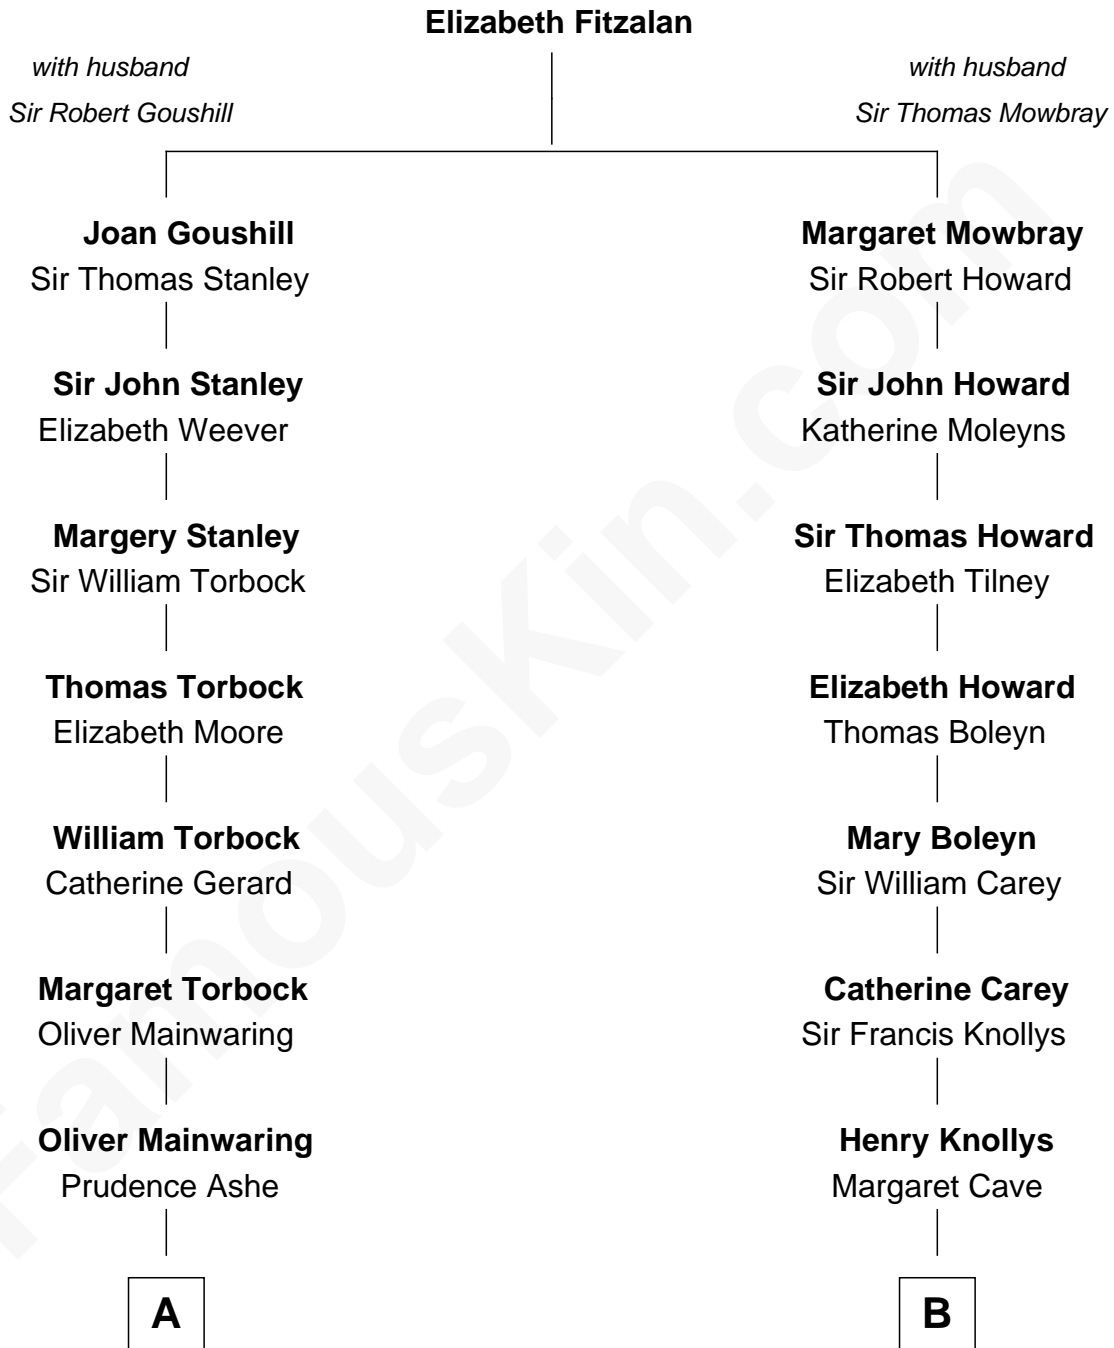 Elizabeth Fitzalan
with husband
Sir Robert Goushill
with husband
Sir Thomas Mowbray
Joan Goushill
Sir Thomas Stanley
Margaret Mowbray
Sir Robert Howard
Sir John Stanley
Elizabeth Weever
Sir John Howard
Katherine Moleyns
Margery Stanley
Sir William Torbock
Sir Thomas Howard
Elizabeth Tilney
Thomas Torbock
Elizabeth Moore
Elizabeth Howard
Thomas Boleyn
William Torbock
Catherine Gerard
Mary Boleyn
Sir William Carey
Margaret Torbock
Oliver Mainwaring
Catherine Carey
Sir Francis Knollys
Oliver Mainwaring
Prudence Ashe
Henry Knollys
Margaret Cave
A
B
FamousKin.com